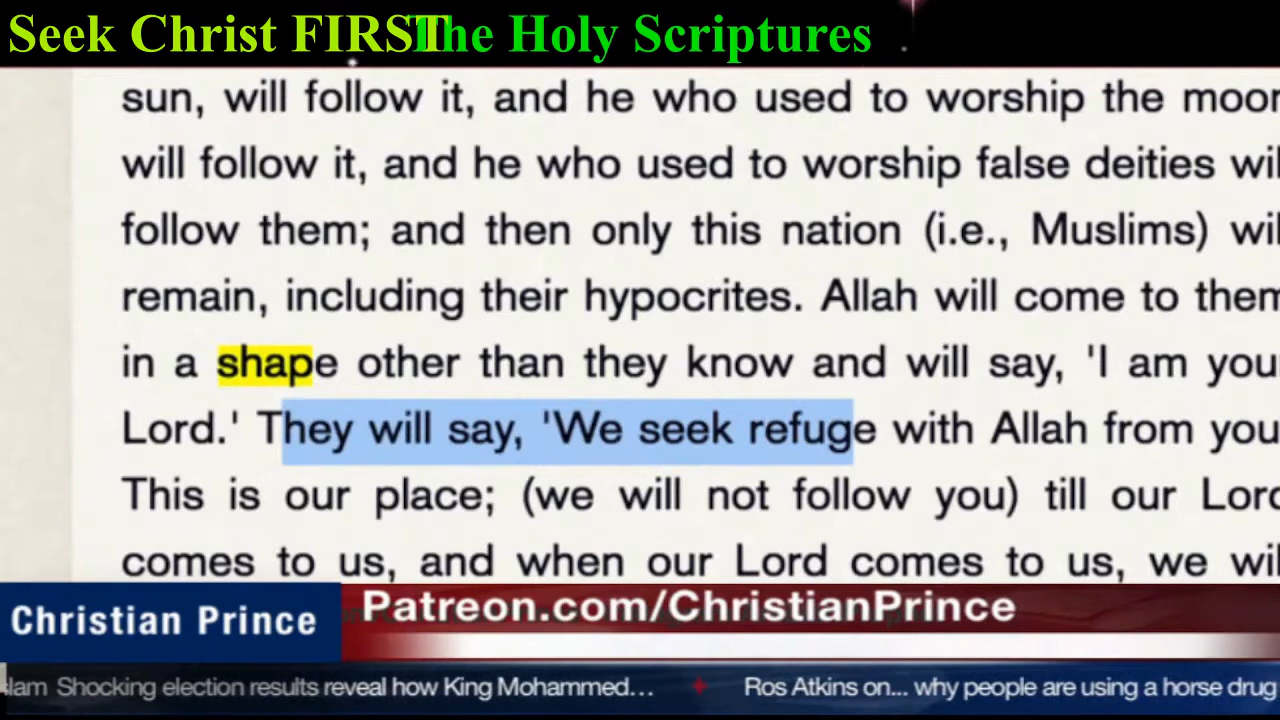 Seek Christ FIRST The Holy Scriptures
sun, will follow it, and he who used to worship the moon
will follow it, and he who used to worship false deities wil
follow them; and then only this nation (i.e., Muslims) wil
remain, including their hypocrites. Allah will come to them
in a shape other than they know and will say, 'I am you
Lord.' They will say, 'We seek refuge with Allah from you
This is our place; (we will not follow you) till our Lord
comes to us, and when our Lord comes to us, we wil
Christian Prince
Patreon.com/ChristianPrince
slam Shocking election results reveal how King Mohammed... Ros Atkins on... why people are using a horse drug